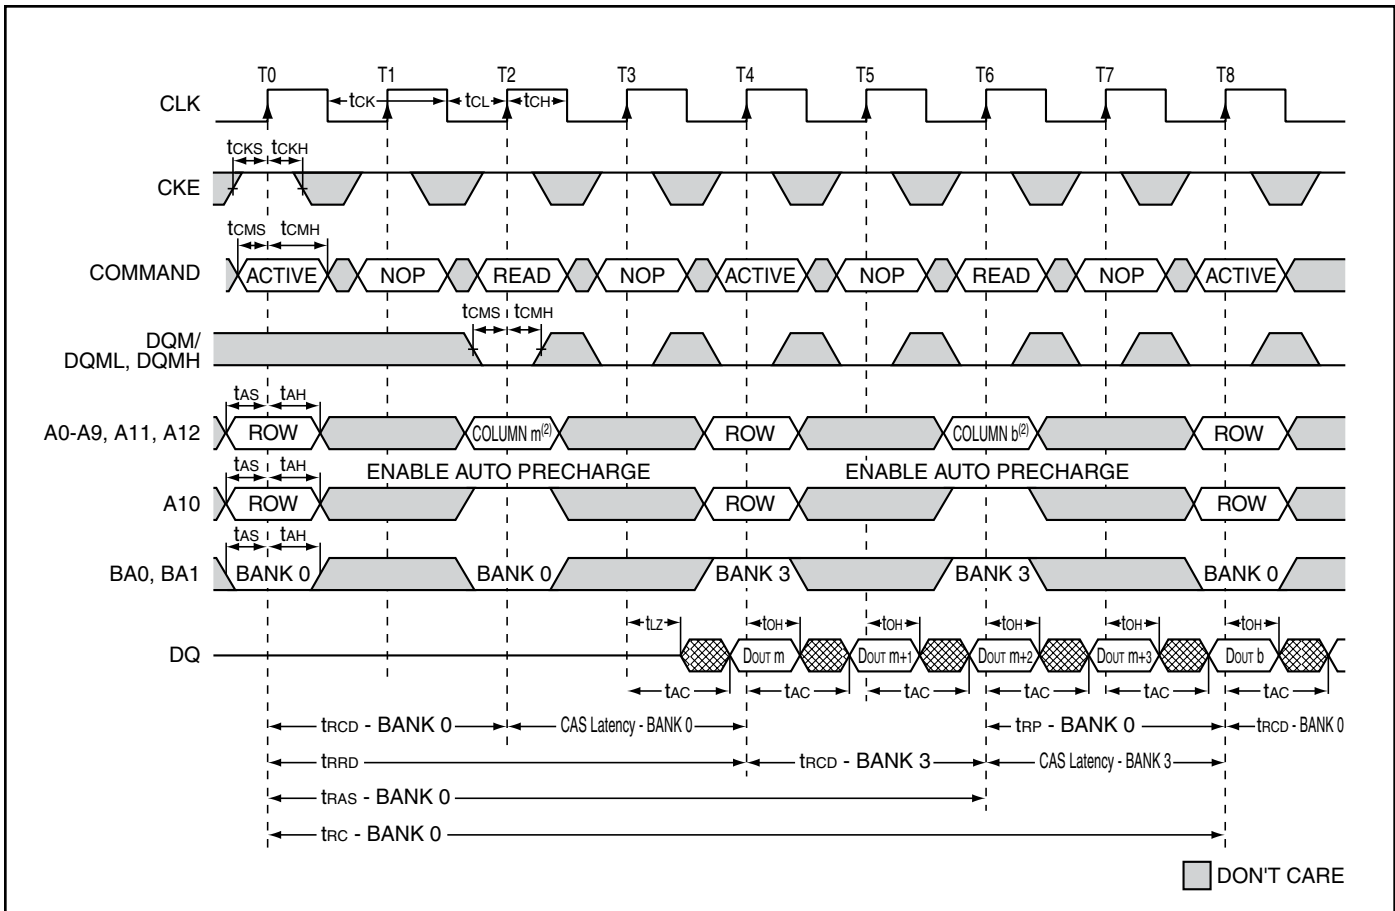 T0 T1 T2 T3 T4 T5 T6 T7 T8
CLK tCK tCL tCH
tCKS tCKH
CKE
tCMS tCMH
COMMAND ACTIVE NOP READ NOP ACTIVE NOP READ NOP ACTIVE
tCMS tCMH
DQM/
DQML, DQMH
tAS tAH
A0-A9, A11, A12 ROW COLUMN m(2) ROW COLUMN b(2) ROW
tAS tAH ENABLE AUTO PRECHARGE ENABLE AUTO PRECHARGE
A10 ROW ROW ROW
tAS tAH
BA0, BA1 BANK 0 BANK 0 BANK 3 BANK 3 BANK 0
tLZ tOH tOH tOH tOH tOH
DQ DOUT m DOUT m+1 DOUT m+2 DOUT m+3 DOUT b
tAC tAC tAC tAC tAC tAC
tRCD - BANK 0 CAS Latency - BANK 0 tRP - BANK 0 tRCD - BANK 0
tRRD tRCD - BANK 3 CAS Latency - BANK 3
tRAS - BANK 0
tRC - BANK 0
DON'T CARE